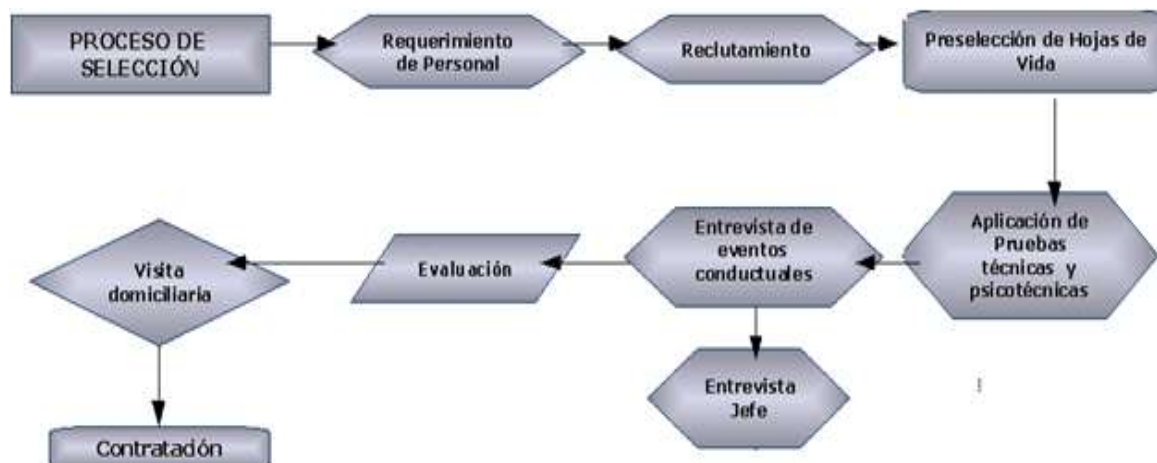 PROCESO DE
SELECCIÓN
Requerimiento
de Personal
Reclutamiento
Preselección de Hojas de
Vida
Aplicación de
Pruebas
técnicas y
psicotécnicas
Entrevista de
eventos
conductuales
Evaluación
Visita
domiciliaria
Entrevista
Jefe
Contratación